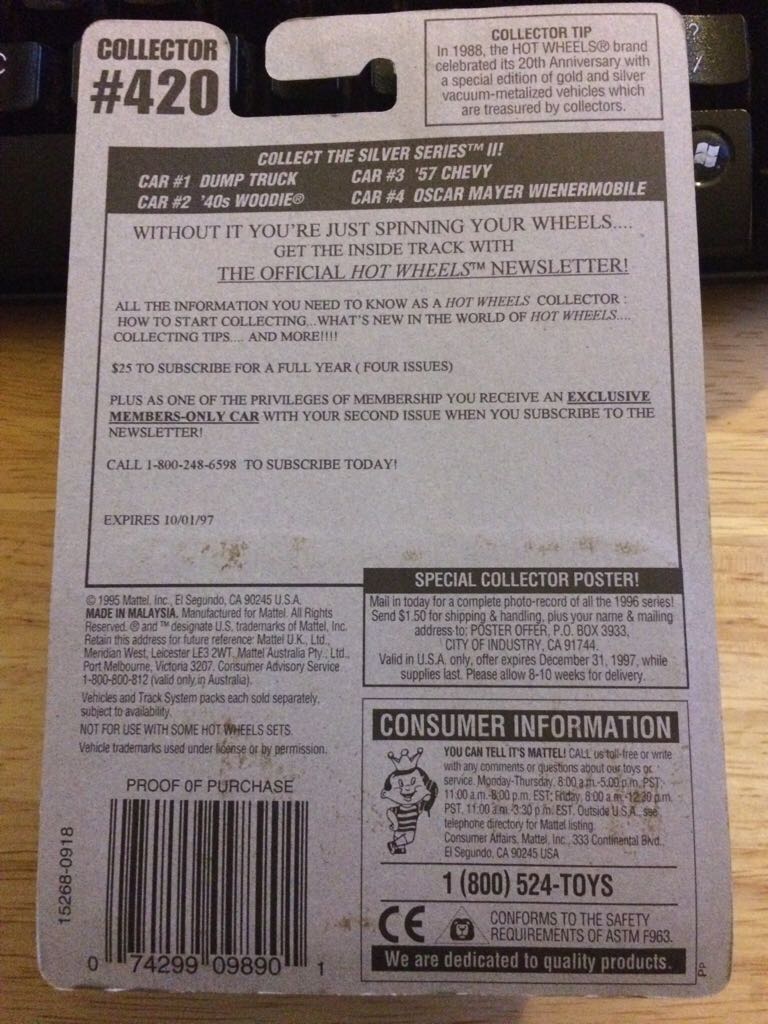 COLLECTOR
#420
COLLECTOR TIP
In 1988, the HOT WHEELS® brand
celebrated its 20th Anniversary with
a special edition of gold and silver
vacuum-metalized vehicles which
are treasured by collectors.
COLLECT THE SILVER SERIES™ II!
CAR #1 DUMP TRUCK CAR #3 '57 CHEVY
CAR #2 '40s WOODIE® CAR #4 OSCAR MAYER WIENERMOBILE
WITHOUT IT YOU'RE JUST SPINNING YOUR WHEELS....
GET THE INSIDE TRACK WITH
THE OFFICIAL HOT WHEELS™ NEWSLETTER!
ALL THE INFORMATION YOU NEED TO KNOW AS A HOT WHEELS COLLECTOR :
HOW TO START COLLECTING...WHAT'S NEW IN THE WORLD OF HOT WHEELS....
COLLECTING TIPS.... AND MORE!!!!
$25 TO SUBSCRIBE FOR A FULL YEAR ( FOUR ISSUES)
PLUS AS ONE OF THE PRIVILEGES OF MEMBERSHIP YOU RECEIVE AN EXCLUSIVE
MEMBERS-ONLY CAR WITH YOUR SECOND ISSUE WHEN YOU SUBSCRIBE TO THE
NEWSLETTER!
CALL 1-800-248-6598 TO SUBSCRIBE TODAY!
EXPIRES 10/01/97
© 1995 Mattel, Inc., El Segundo, CA 90245 U.S.A.
MADE IN MALAYSIA. Manufactured for Mattel. All Rights
Reserved. ® and ™ designate U.S. trademarks of Mattel, Inc.
Retain this address for future reference: Mattel U.K., Ltd.,
Meridian West, Leicester LE3 2WT. Mattel Australia Pty., Ltd.,
Port Melbourne, Victoria 3207. Consumer Advisory Service
1-800-800-812 (valid only in Australia).
Vehicles and Track System packs each sold separately,
subject to availability.
NOT FOR USE WITH SOME HOT WHEELS SETS.
Vehicle trademarks used under license or by permission.
SPECIAL COLLECTOR POSTER!
Mail in today for a complete photo-record of all the 1996 series!
Send $1.50 for shipping & handling, plus your name & mailing
address to: POSTER OFFER, P.O. BOX 3933,
CITY OF INDUSTRY, CA 91744.
Valid in U.S.A. only, offer expires December 31, 1997, while
supplies last. Please allow 8-10 weeks for delivery.
CONSUMER INFORMATION
YOU CAN TELL IT'S MATTEL! CALL us toll-free or write
with any comments or questions about our toys or
service. Monday-Thursday, 8:00 a.m.-5:00 p.m. PST,
11:00 a.m.-8:00 p.m. EST; Friday, 8:00 a.m.-12:30 p.m.
PST, 11:00 a.m.-3:30 p.m. EST. Outside U.S.A., see
telephone directory for Mattel listing.
Consumer Affairs, Mattel, Inc., 333 Continental Blvd.,
El Segundo, CA 90245 USA
1 (800) 524-TOYS
CE CONFORMS TO THE SAFETY
REQUIREMENTS OF ASTM F963.
We are dedicated to quality products.
PP
PROOF OF PURCHASE
0 74299 09890 1
15268-0918